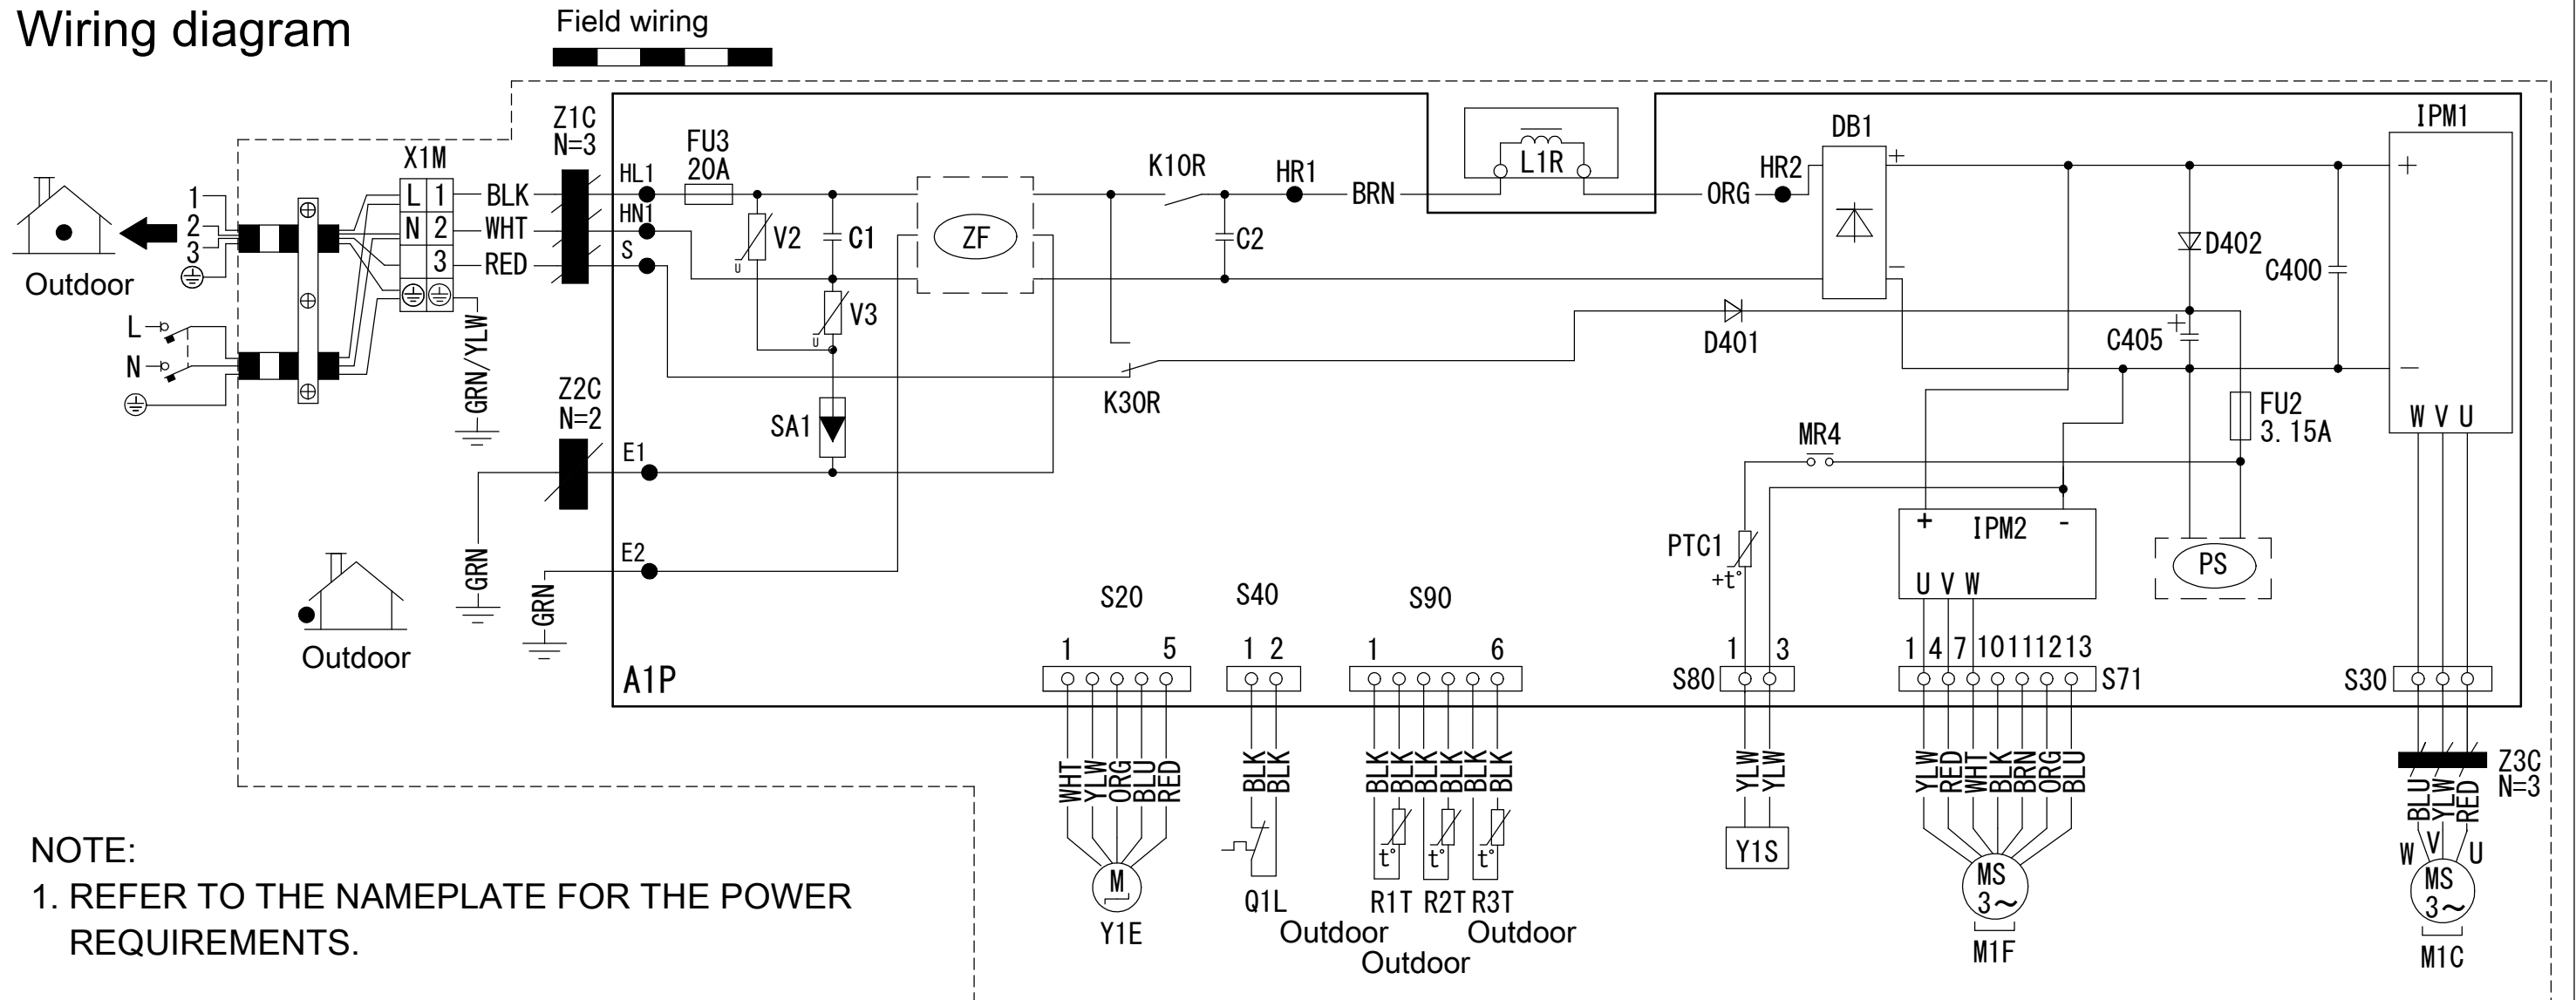 Wiring diagram
Field wiring
Z1C
N=3
X1M
L 1
N 2
3
BLK
WHT
RED
GRN/YLW
1
2
3
Outdoor
L
N
Z2C
N=2
GRN
GRN
Outdoor
HL1
HN1
S
E1
E2
FU3
20A
V2
U
C1
V3
U
SA1
ZF
K10R
K30R
C2
HR1
BRN
L1R
ORG
HR2
DB1
+
−
D401
D402
C405
+
C400
IPM1
+
−
W V U
FU2
3.15A
MR4
PTC1
+t°
IPM2
+ -
U V W
PS
A1P
S20
1 5
S40
1 2
S90
1 6
S80
1 3
1 4 7 10 11 12 13
S71
S30
WHT YLW ORG BLU RED
M
Y1E
BLK BLK
Q1L
BLK BLK BLK BLK BLK BLK
t° t° t°
R1T R2T R3T
Outdoor Outdoor
Outdoor
YLW YLW
Y1S
YLW RED WHT BLK BRN ORG BLU
MS
3~
M1F
Z3C
N=3
BLU YLW RED
W V U
MS
3~
M1C
NOTE:
1. REFER TO THE NAMEPLATE FOR THE POWER
REQUIREMENTS.